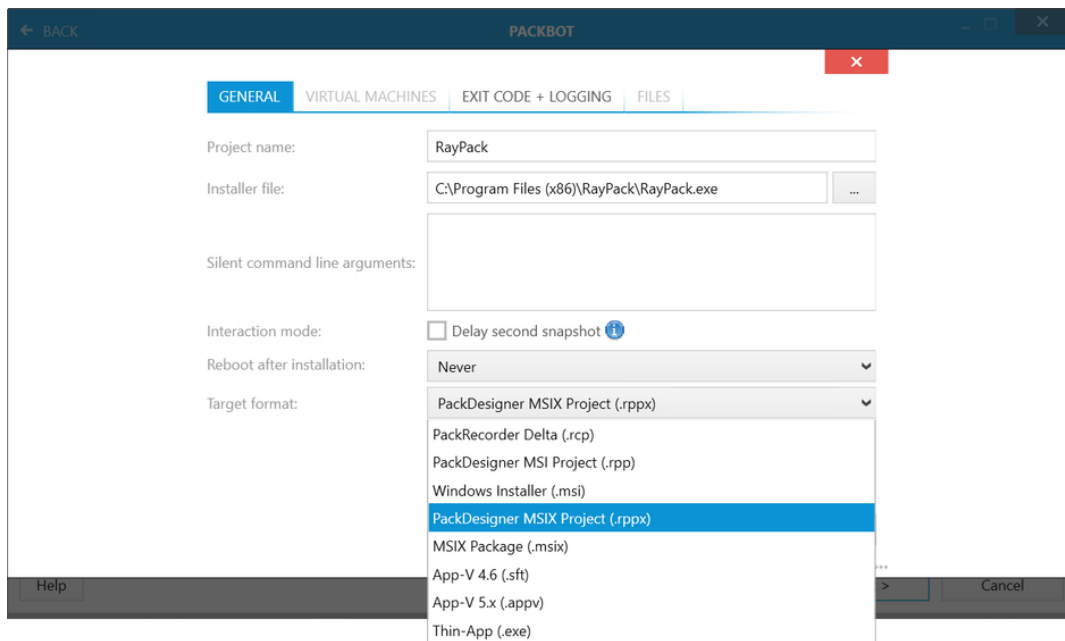 BACK PACKBOT
GENERAL VIRTUAL MACHINES EXIT CODE + LOGGING FILES
Project name: RayPack
Installer file: C:\Program Files (x86)\RayPack\RayPack.exe ...
Silent command line arguments:
Interaction mode: Delay second snapshot
Reboot after installation: Never
Target format: PackDesigner MSIX Project (.rppx)
PackRecorder Delta (.rcp)
PackDesigner MSI Project (.rpp)
Windows Installer (.msi)
PackDesigner MSIX Project (.rppx)
MSIX Package (.msix)
App-V 4.6 (.sft)
App-V 5.x (.appv)
Thin-App (.exe)
Help > Cancel